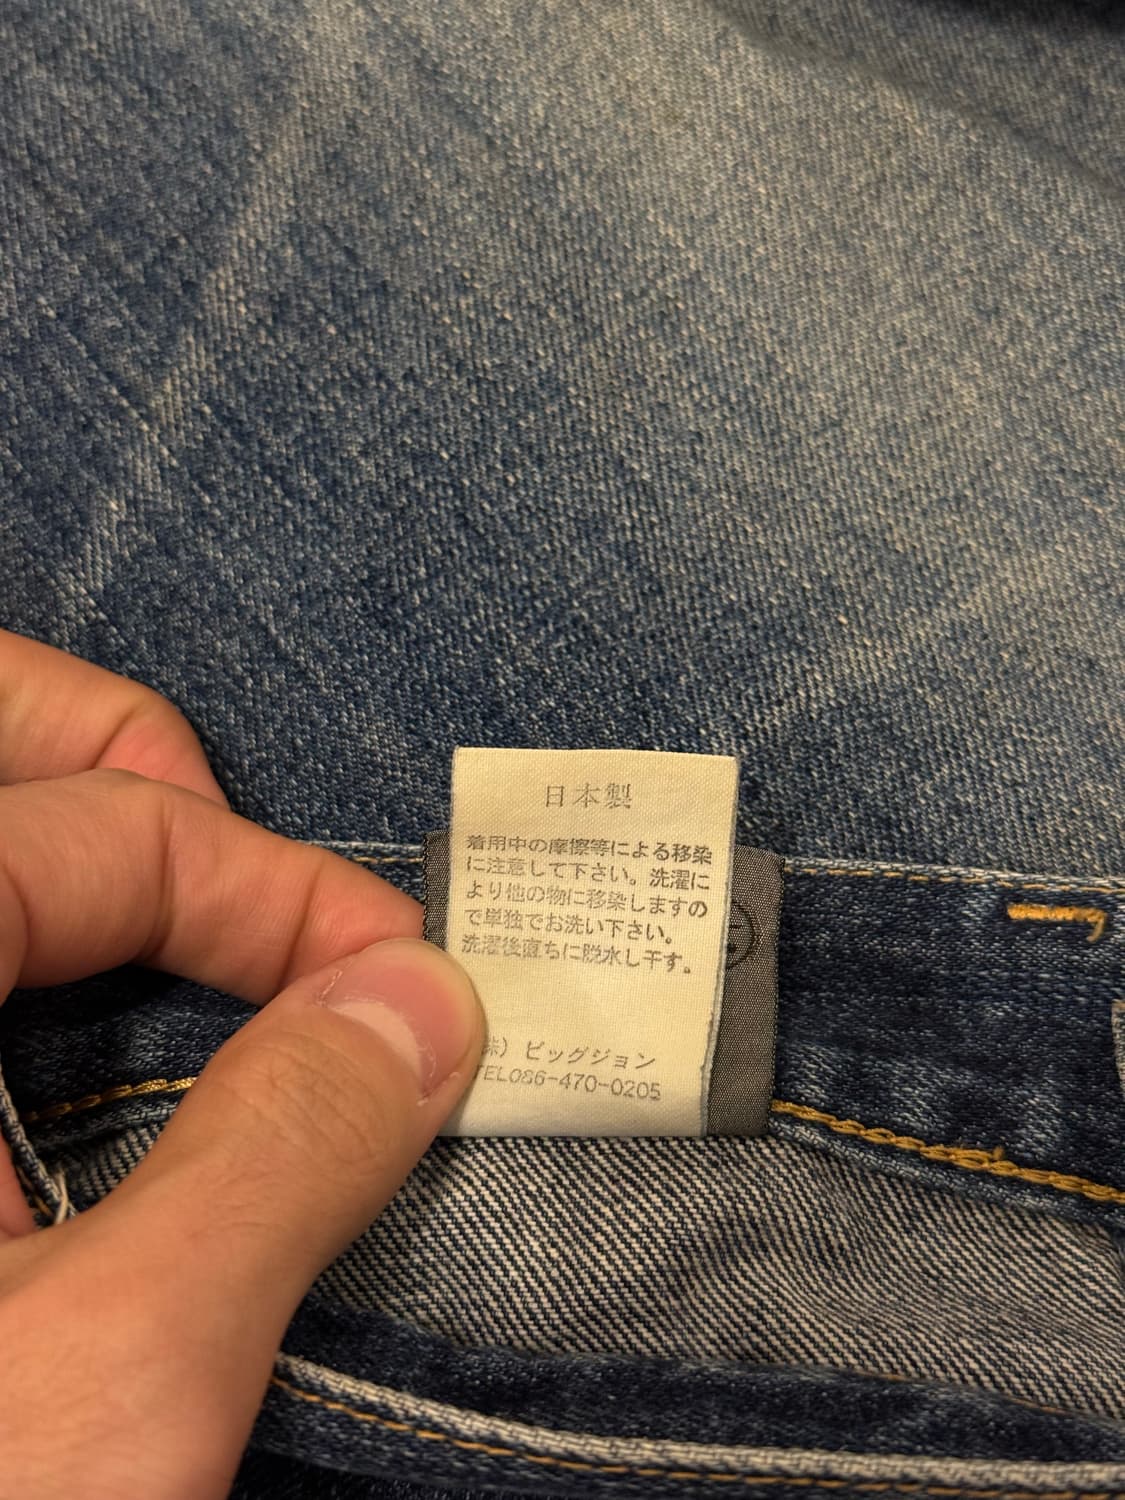 日本製
着用中の摩擦等による移染
に注意して下さい。洗濯に
より他の物に移染しますの
で単独でお洗い下さい。
洗濯後直ちに脱水し干す。
株）ビッグジョン
TEL086-470-0205